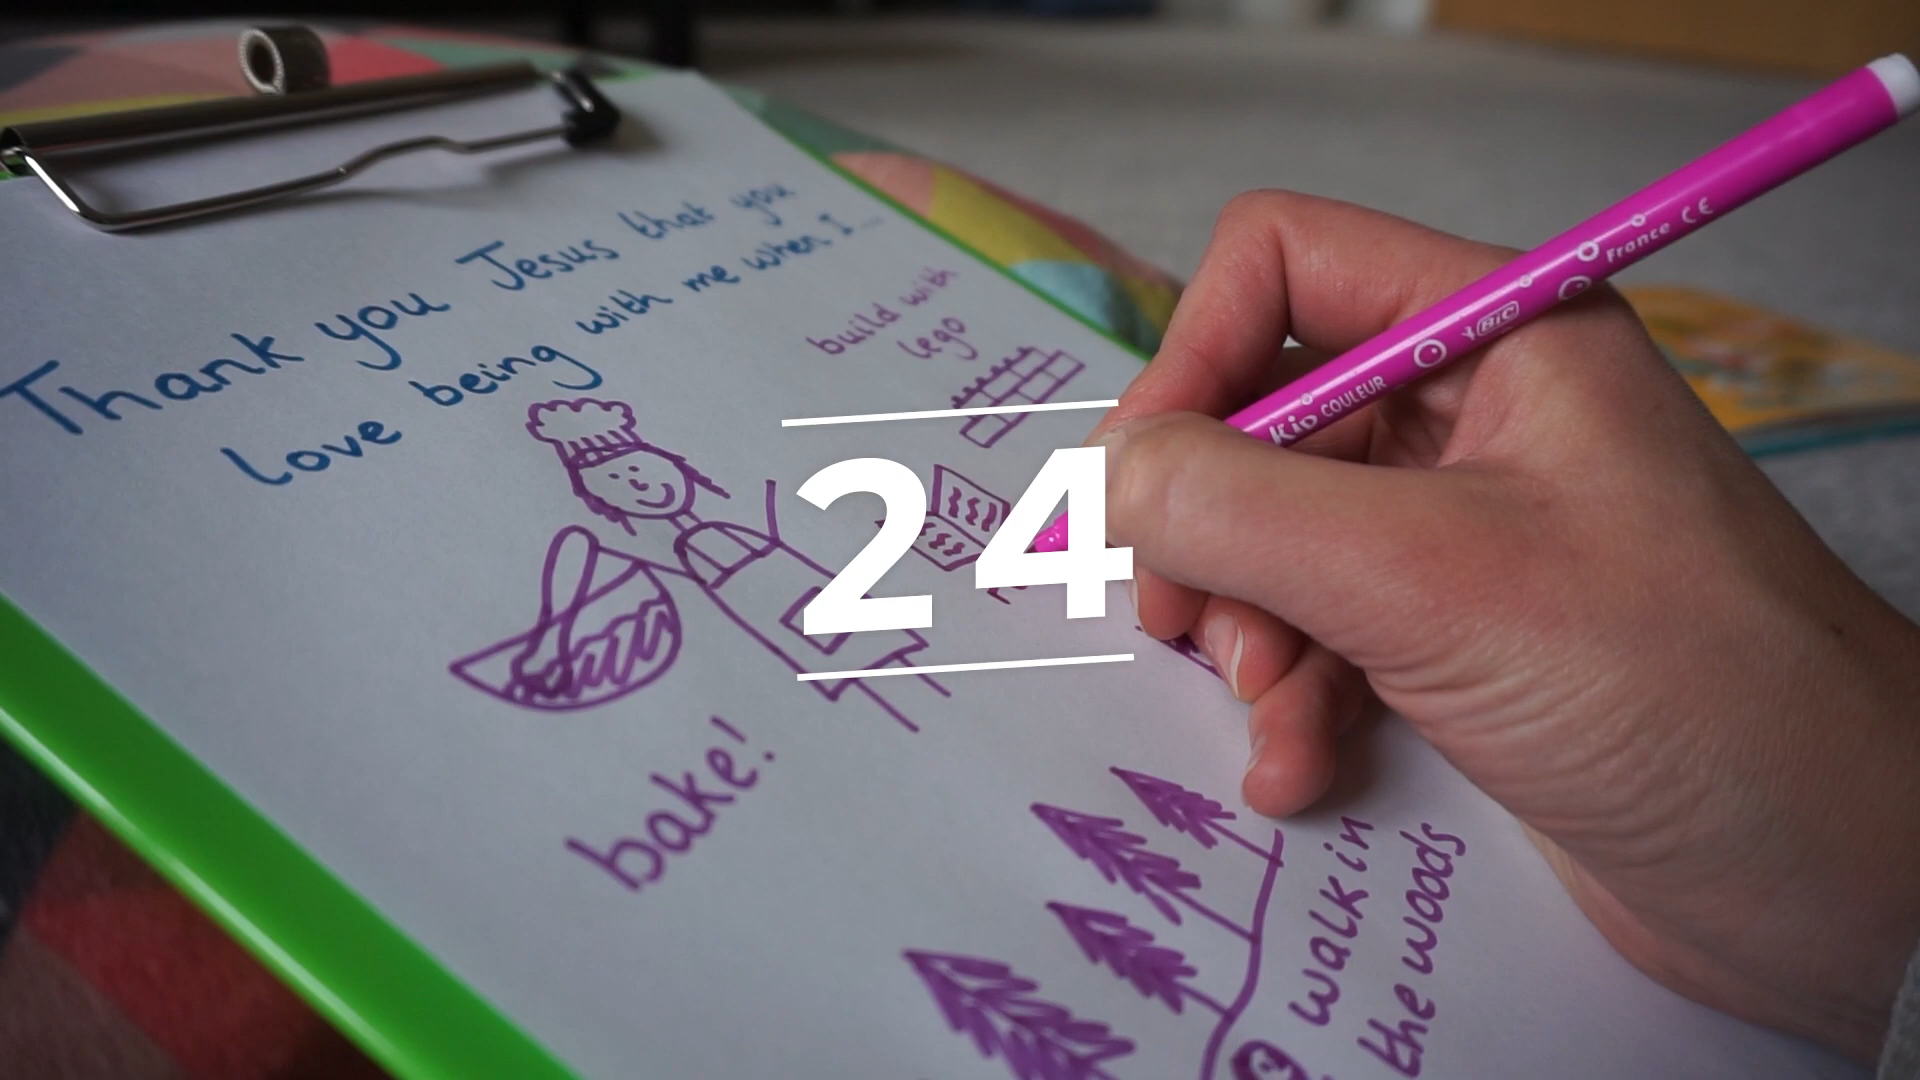 Thank you Jesus that you
love being with me when I...
build with
lego
24
bake!
walk in
the woods
Kid COULEUR
BIC
France CE